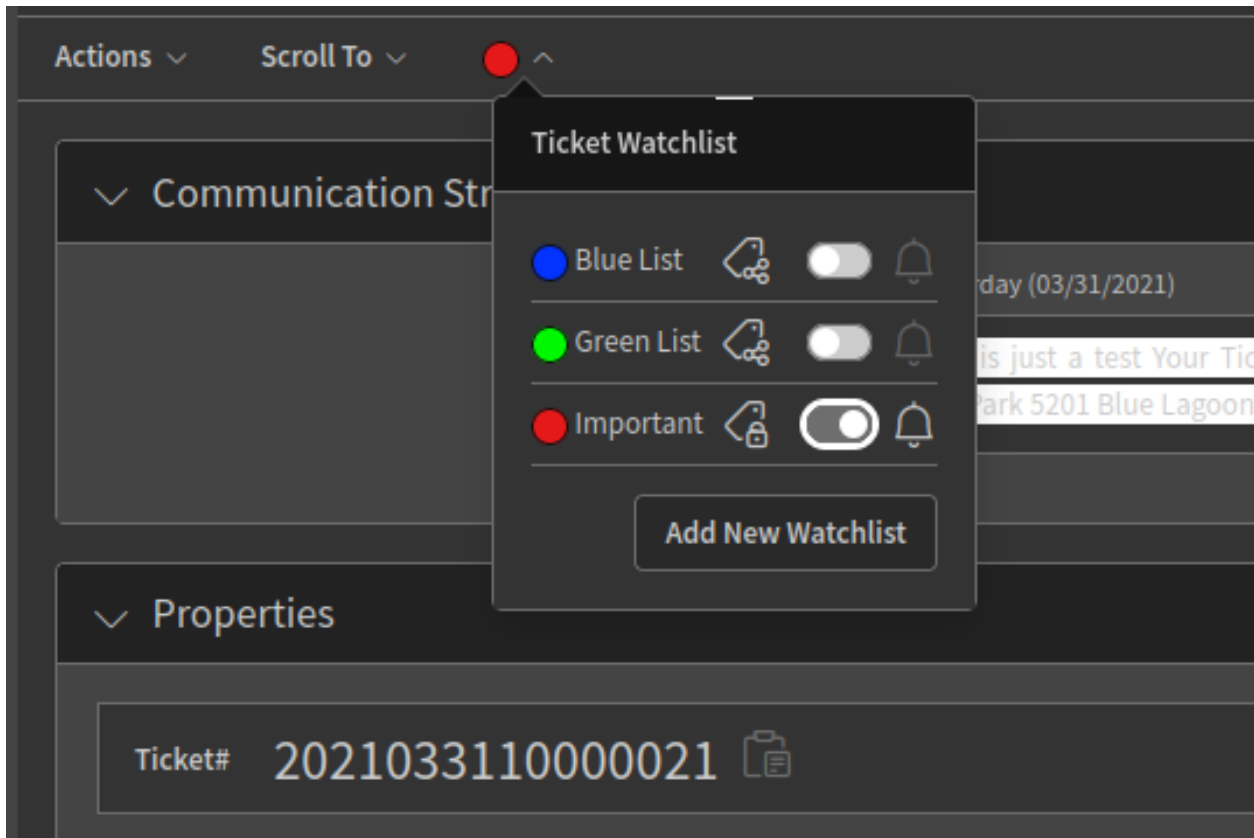 Actions
Scroll To
Ticket Watchlist
Communication Str
Blue List
rday (03/31/2021)
Green List
is just a test Your Tic
Important
Park 5201 Blue Lagoon
Add New Watchlist
Properties
Ticket# 2021033110000021